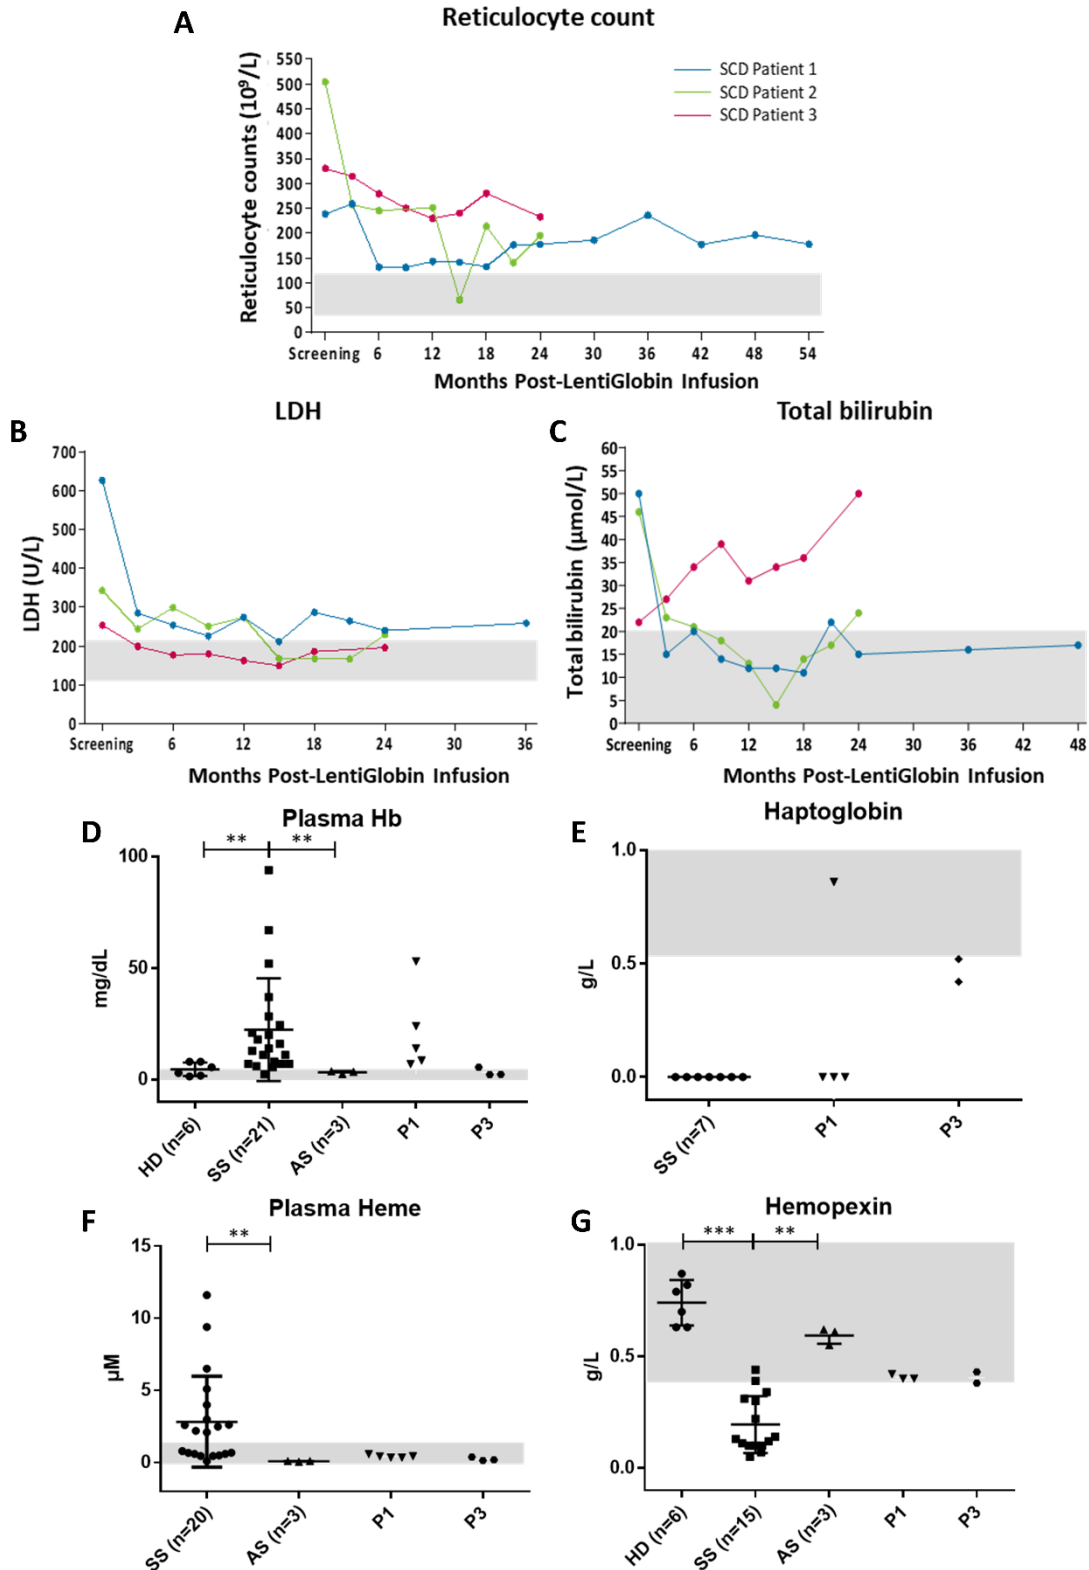 A
Reticulocyte count
Reticulocyte counts (10⁹/L)
550
500
450
400
350
300
250
200
150
100
50
0
SCD Patient 1
SCD Patient 2
SCD Patient 3
Screening 6 12 18 24 30 36 42 48 54
Months Post-LentiGlobin Infusion
B
LDH
LDH (U/L)
700
600
500
400
300
200
100
0
Screening 6 12 18 24 30 36
Months Post-LentiGlobin Infusion
C
Total bilirubin
Total bilirubin (µmol/L)
60
55
50
45
40
35
30
25
20
15
10
5
0
Screening 6 12 18 24 30 36 42 48
Months Post-LentiGlobin Infusion
D
Plasma Hb
** **
mg/dL
100
50
0
HD (n=6) SS (n=21) AS (n=3) P1 P3
E
Haptoglobin
g/L
1.0
0.5
0.0
SS (n=7) P1 P3
F
Plasma Heme
**
µM
15
10
5
0
SS (n=20) AS (n=3) P1 P3
G
Hemopexin
*** **
g/L
1.0
0.5
0.0
HD (n=6) SS (n=15) AS (n=3) P1 P3